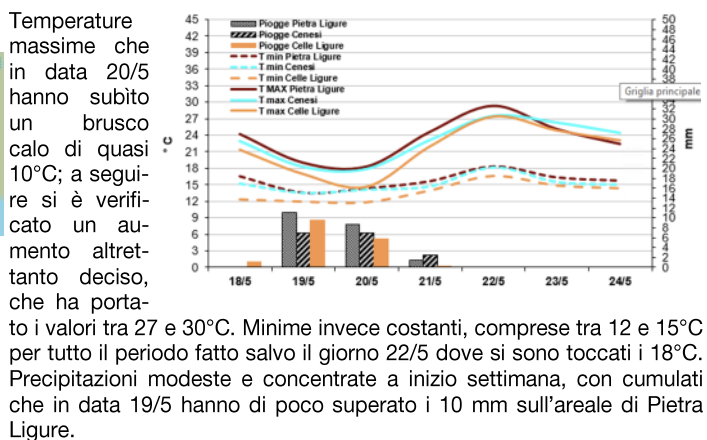 Temperature
massime che
in data 20/5
hanno subìto
un brusco
calo di quasi
10°C; a segui-
re si è verifi-
cato un au-
mento altret-
tanto deciso,
che ha porta-
to i valori tra 27 e 30°C. Minime invece costanti, comprese tra 12 e 15°C
per tutto il periodo fatto salvo il giorno 22/5 dove si sono toccati i 18°C.
Precipitazioni modeste e concentrate a inizio settimana, con cumulati
che in data 19/5 hanno di poco superato i 10 mm sull'areale di Pietra
Ligure.
Piogge Pietra Ligure
Piogge Cenesi
Piogge Celle Ligure
T min Pietra Ligure
T min Cenesi
T min Celle Ligure
T MAX Pietra Ligure
T max Cenesi
T max Celle Ligure
°C
45
42
39
36
33
30
27
24
21
18
15
12
9
6
3
0
18/5 19/5 20/5 21/5 22/5 23/5 24/5
50
48
46
44
42
40
38
Griglia principale
32
30
28
26
24
22
20
18
16
14
12
10
8
6
4
2
0
mm